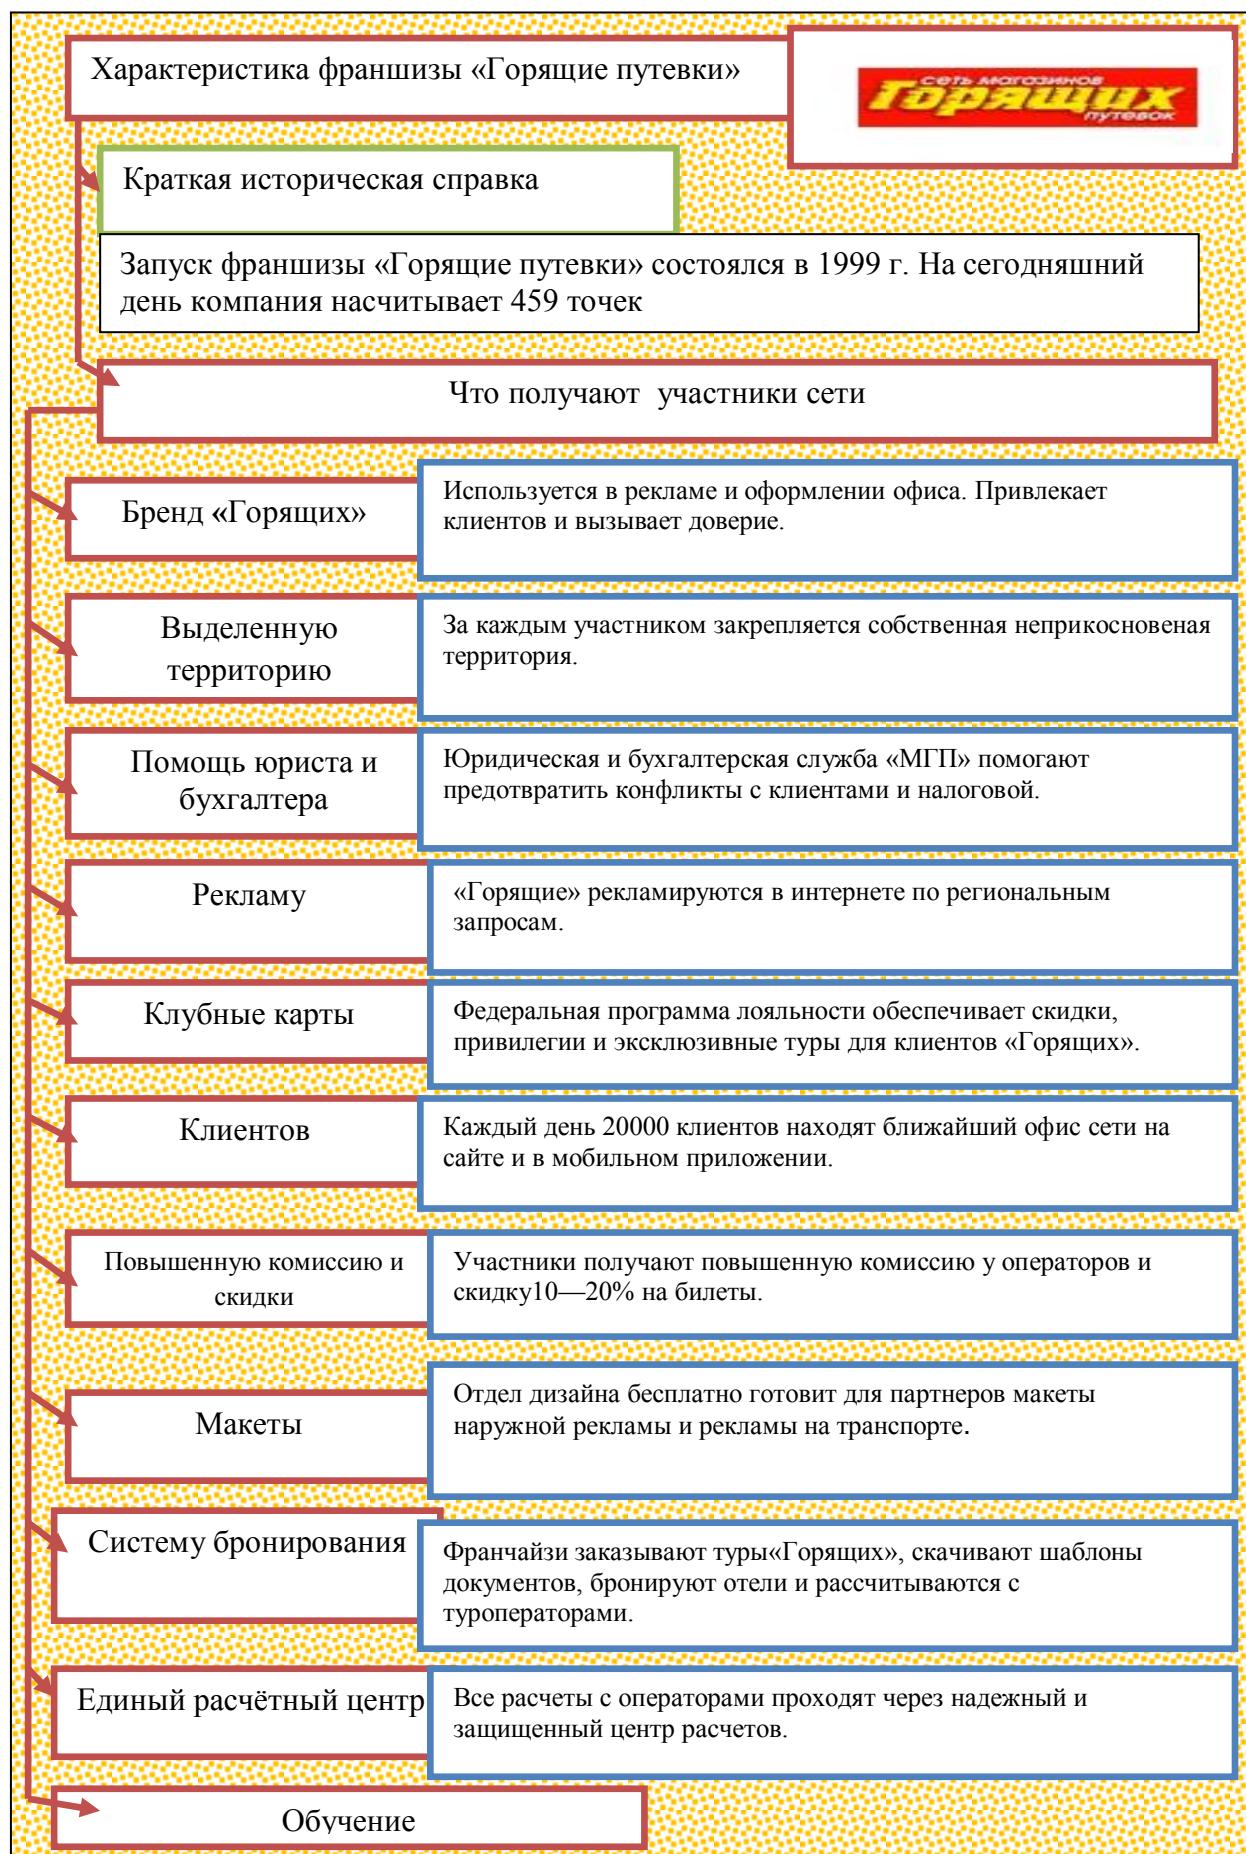 Характеристика франшизы «Горящие путевки»
сеть магазинов
Горящих
путевок
Краткая историческая справка
Запуск франшизы «Горящие путевки» состоялся в 1999 г. На сегодняшний
день компания насчитывает 459 точек
Что получают  участники сети
Бренд «Горящих»
Используется в рекламе и оформлении офиса. Привлекает
клиентов и вызывает доверие.
Выделенную
территорию
За каждым участником закрепляется собственная неприкосновеная
территория.
Помощь юриста и
бухгалтера
Юридическая и бухгалтерская служба «МГП» помогают
предотвратить конфликты с клиентами и налоговой.
Рекламу
«Горящие» рекламируются в интернете по региональным
запросам.
Клубные карты
Федеральная программа лояльности обеспечивает скидки,
привилегии и эксклюзивные туры для клиентов «Горящих».
Клиентов
Каждый день 20000 клиентов находят ближайший офис сети на
сайте и в мобильном приложении.
Повышенную комиссию и
скидки
Участники получают повышенную комиссию у операторов и
скидку10—20% на билеты.
Макеты
Отдел дизайна бесплатно готовит для партнеров макеты
наружной рекламы и рекламы на транспорте.
Систему бронирования
Франчайзи заказывают туры«Горящих», скачивают шаблоны
документов, бронируют отели и рассчитываются с
туроператорами.
Единый расчётный центр
Все расчеты с операторами проходят через надежный и
защищенный центр расчетов.
Обучение